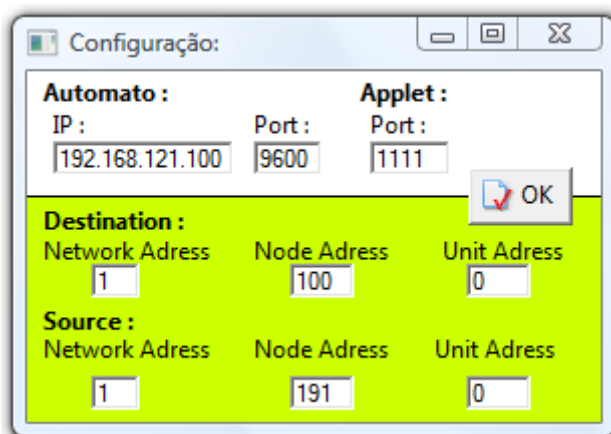 Configuração:
Automato : Applet :
IP : Port : Port :
192.168.121.100 9600 1111
OK
Destination :
Network Adress Node Adress Unit Adress
1 100 0
Source :
Network Adress Node Adress Unit Adress
1 191 0